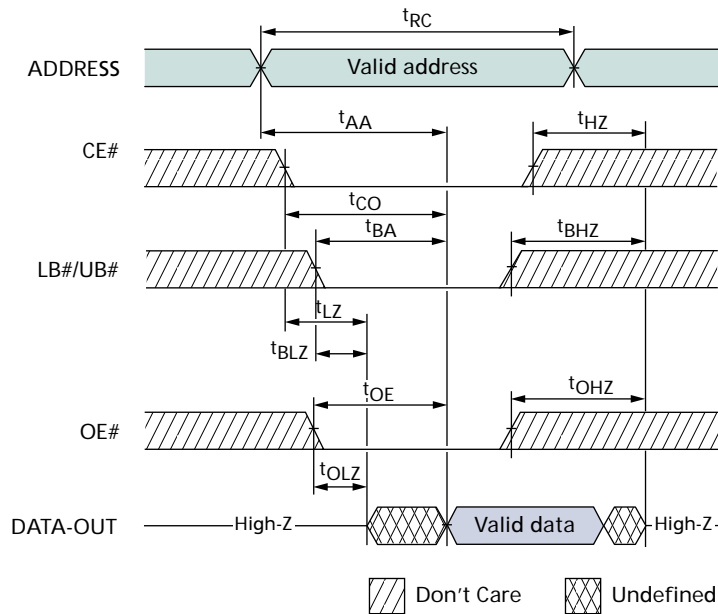 tRC
ADDRESS
Valid address
tAA
tHZ
CE#
tCO
tBA
tBHZ
LB#/UB#
tLZ
tBLZ
tOE
tOHZ
OE#
tOLZ
DATA-OUT
High-Z
Valid data
High-Z
Don't Care
Undefined